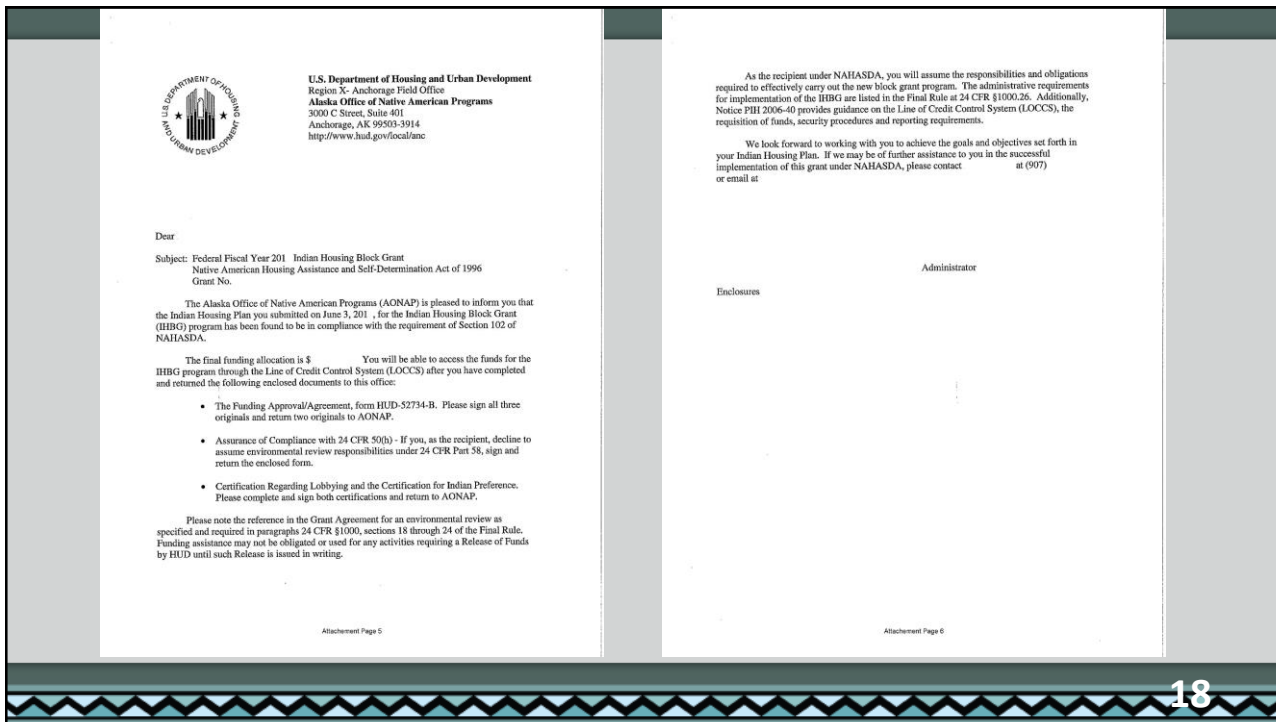 U.S. DEPARTMENT OF HOUSING
AND URBAN DEVELOPMENT
U.S. Department of Housing and Urban Development
Region X- Anchorage Field Office
Alaska Office of Native American Programs
3000 C Street, Suite 401
Anchorage, AK 99503-3914
http://www.hud.gov/local/anc
Dear
Subject: Federal Fiscal Year 201 Indian Housing Block Grant
Native American Housing Assistance and Self-Determination Act of 1996
Grant No.
The Alaska Office of Native American Programs (AONAP) is pleased to inform you that
the Indian Housing Plan you submitted on June 3, 201 , for the Indian Housing Block Grant
(IHBG) program has been found to be in compliance with the requirement of Section 102 of
NAHASDA.
The final funding allocation is $ You will be able to access the funds for the
IHBG program through the Line of Credit Control System (LOCCS) after you have completed
and returned the following enclosed documents to this office:
• The Funding Approval/Agreement, form HUD-52734-B. Please sign all three
originals and return two originals to AONAP.
• Assurance of Compliance with 24 CFR 50(h) - If you, as the recipient, decline to
assume environmental review responsibilities under 24 CFR Part 58, sign and
return the enclosed form.
• Certification Regarding Lobbying and the Certification for Indian Preference.
Please complete and sign both certifications and return to AONAP.
Please note the reference in the Grant Agreement for an environmental review as
specified and required in paragraphs 24 CFR §1000, sections 18 through 24 of the Final Rule.
Funding assistance may not be obligated or used for any activities requiring a Release of Funds
by HUD until such Release is issued in writing.
Attachement Page 5
As the recipient under NAHASDA, you will assume the responsibilities and obligations
required to effectively carry out the new block grant program. The administrative requirements
for implementation of the IHBG are listed in the Final Rule at 24 CFR §1000.26. Additionally,
Notice PIH 2006-40 provides guidance on the Line of Credit Control System (LOCCS), the
requisition of funds, security procedures and reporting requirements.
We look forward to working with you to achieve the goals and objectives set forth in
your Indian Housing Plan. If we may be of further assistance to you in the successful
implementation of this grant under NAHASDA, please contact at (907)
or email at
Administrator
Enclosures
Attachement Page 6
18